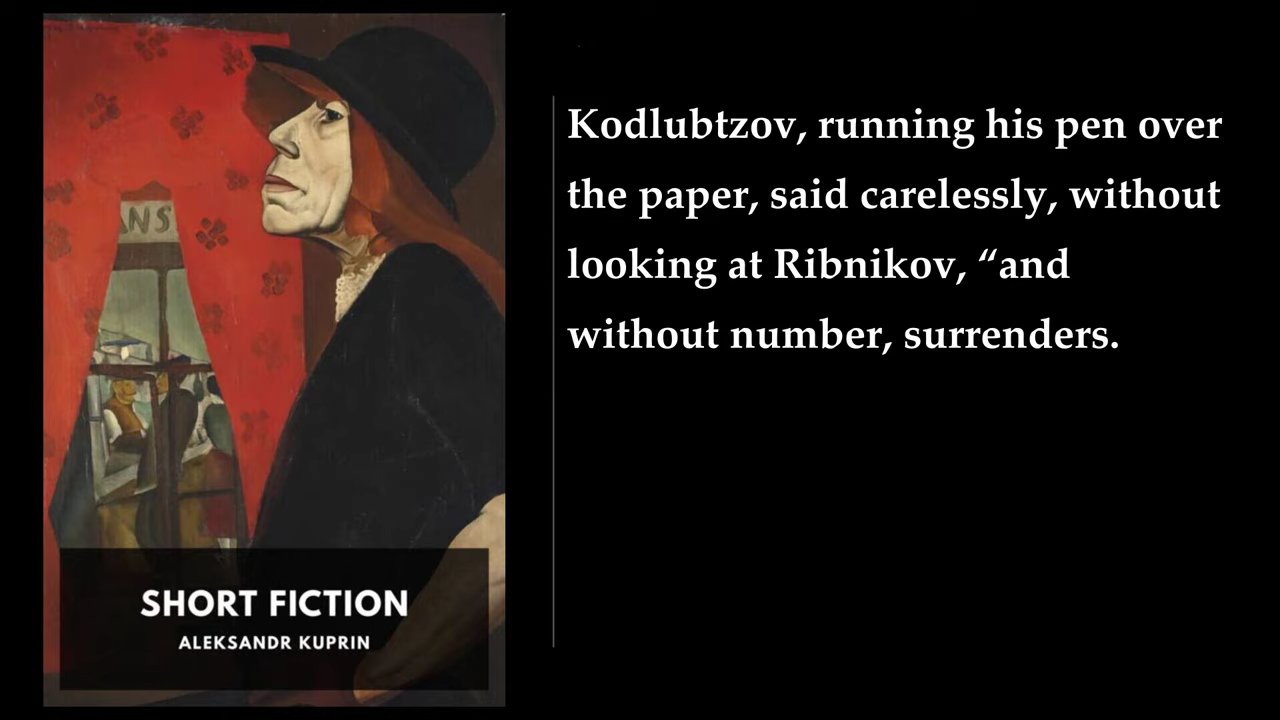 ANS
SHORT FICTION
ALEKSANDR KUPRIN
Kodlubtzov, running his pen over
the paper, said carelessly, without
looking at Ribnikov, “and
without number, surrenders.